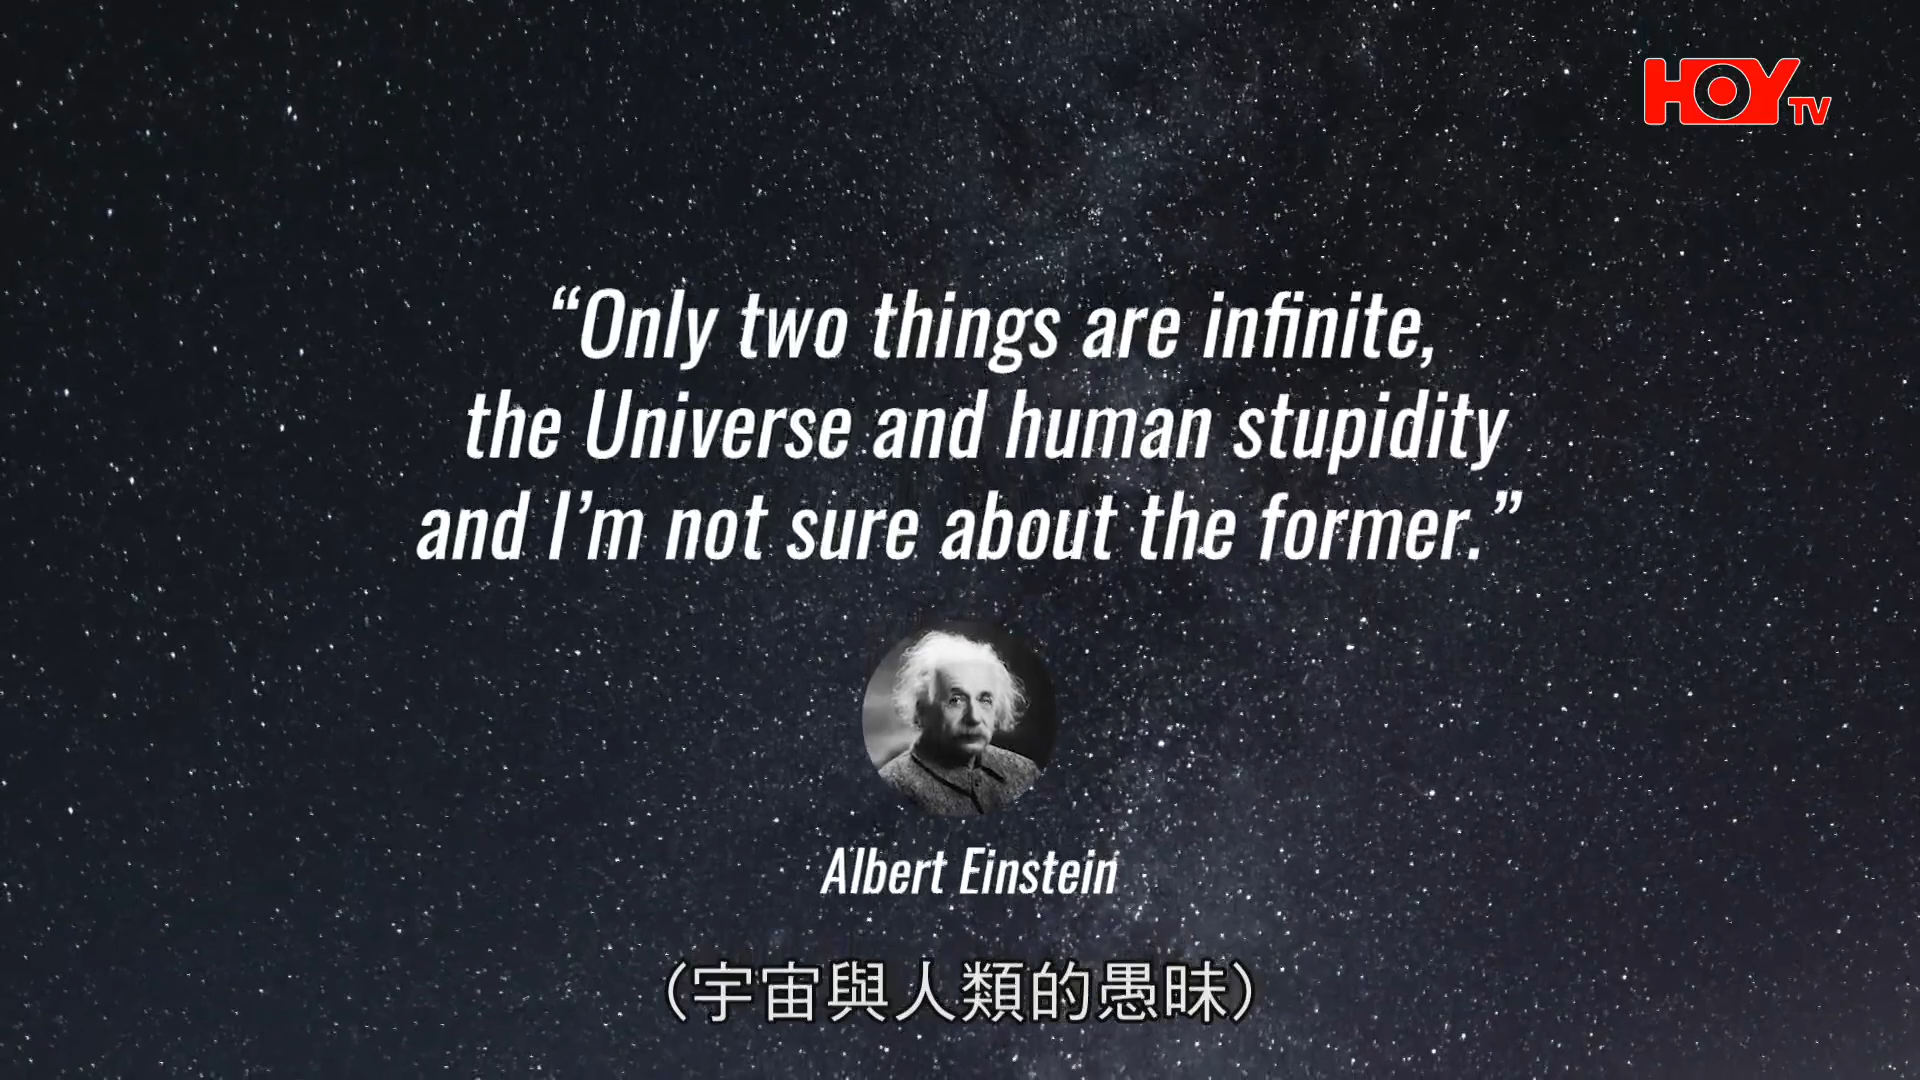 HOY TV
“Only two things are infinite,
the Universe and human stupidity
and I’m not sure about the former.”
Albert Einstein
（宇宙與人類的愚昧）